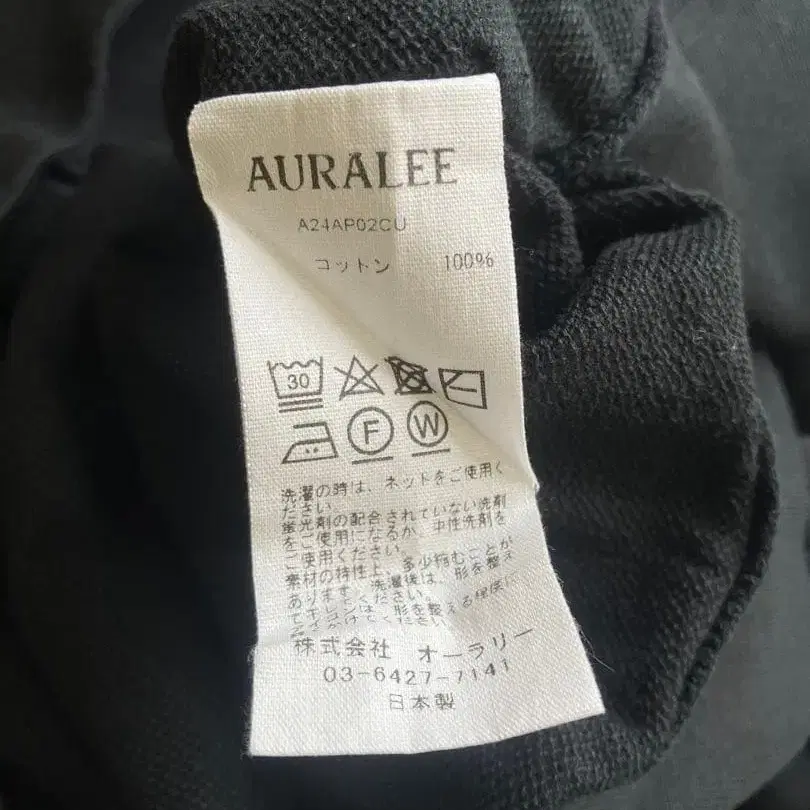 AURALEE
A24AP02CU
コットン 100%
30
F W
洗濯の時は、ネットをご使用く
ださい。
蛍光剤の配合されていない洗剤
をご使用になるか、中性洗剤を
ご使用ください。
素材の特性上、多少縮むことが
あります。洗濯後は、形を整え
てください。
アイロンは、形を整える程度に
株式会社 オーラリー
03-6427-7141
日本製